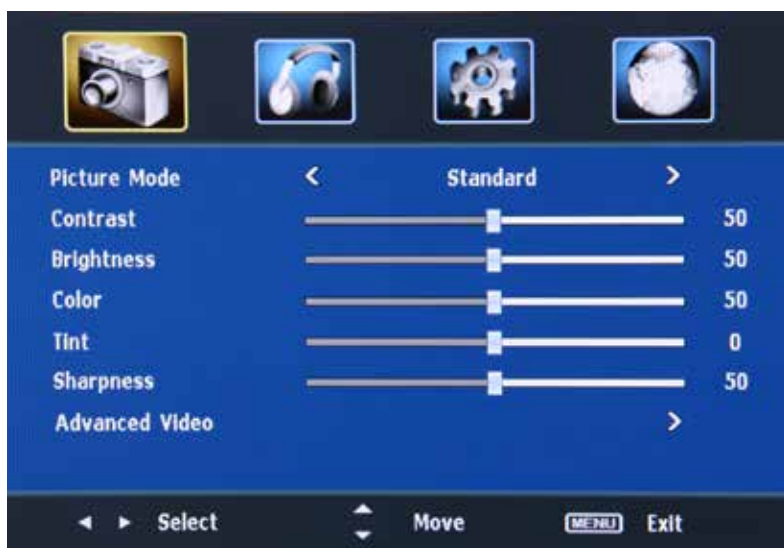 Picture Mode < Standard >
Contrast 50
Brightness 50
Color 50
Tint 0
Sharpness 50
Advanced Video >
◄ ► Select Move MENU Exit